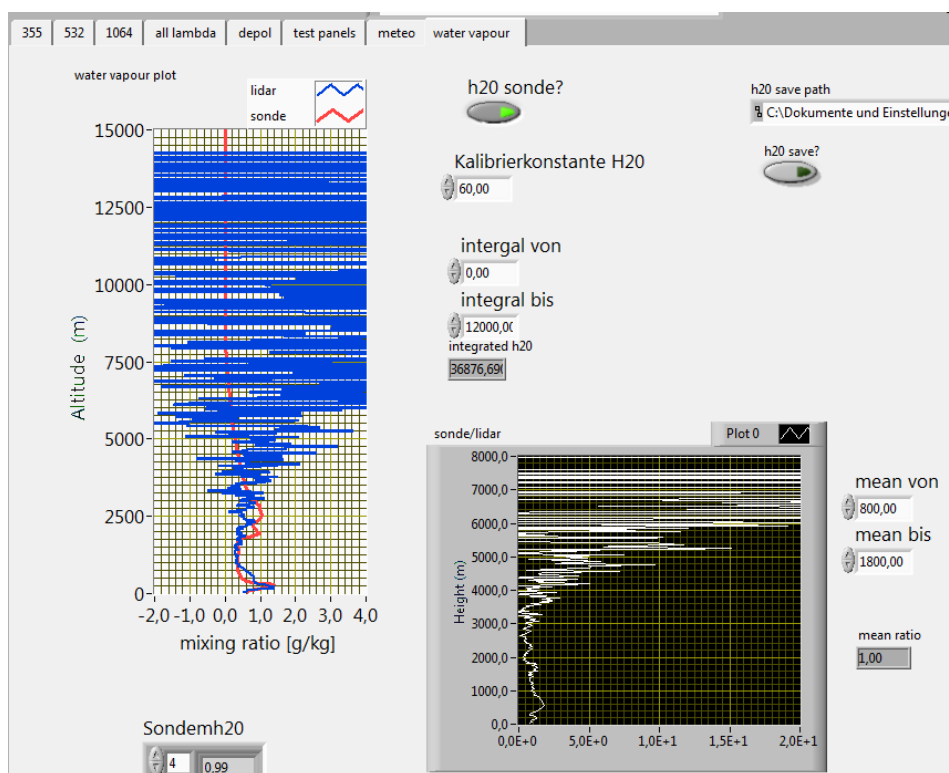 355 532 1064 all lambda depol test panels meteo water vapour
water vapour plot
lidar
sonde
15000
12500
10000
7500
5000
2500
0
Altitude (m)
-2,0 -1,0 0,0 1,0 2,0 3,0 4,0
mixing ratio [g/kg]
h20 sonde?
Kalibrierkonstante H20
60,00
intergal von
0,00
integral bis
12000,0(
integrated h20
36876,69(
h20 save path
C:\Dokumente und Einstellunge
h20 save?
sonde/lidar
Plot 0
8000,0
7000,0
6000,0
5000,0
4000,0
3000,0
2000,0
1000,0
0,0
Height (m)
0,0E+0 5,0E+0 1,0E+1 1,5E+1 2,0E+1
mean von
800,00
mean bis
1800,00
mean ratio
1,00
Sondemh20
4 0,99